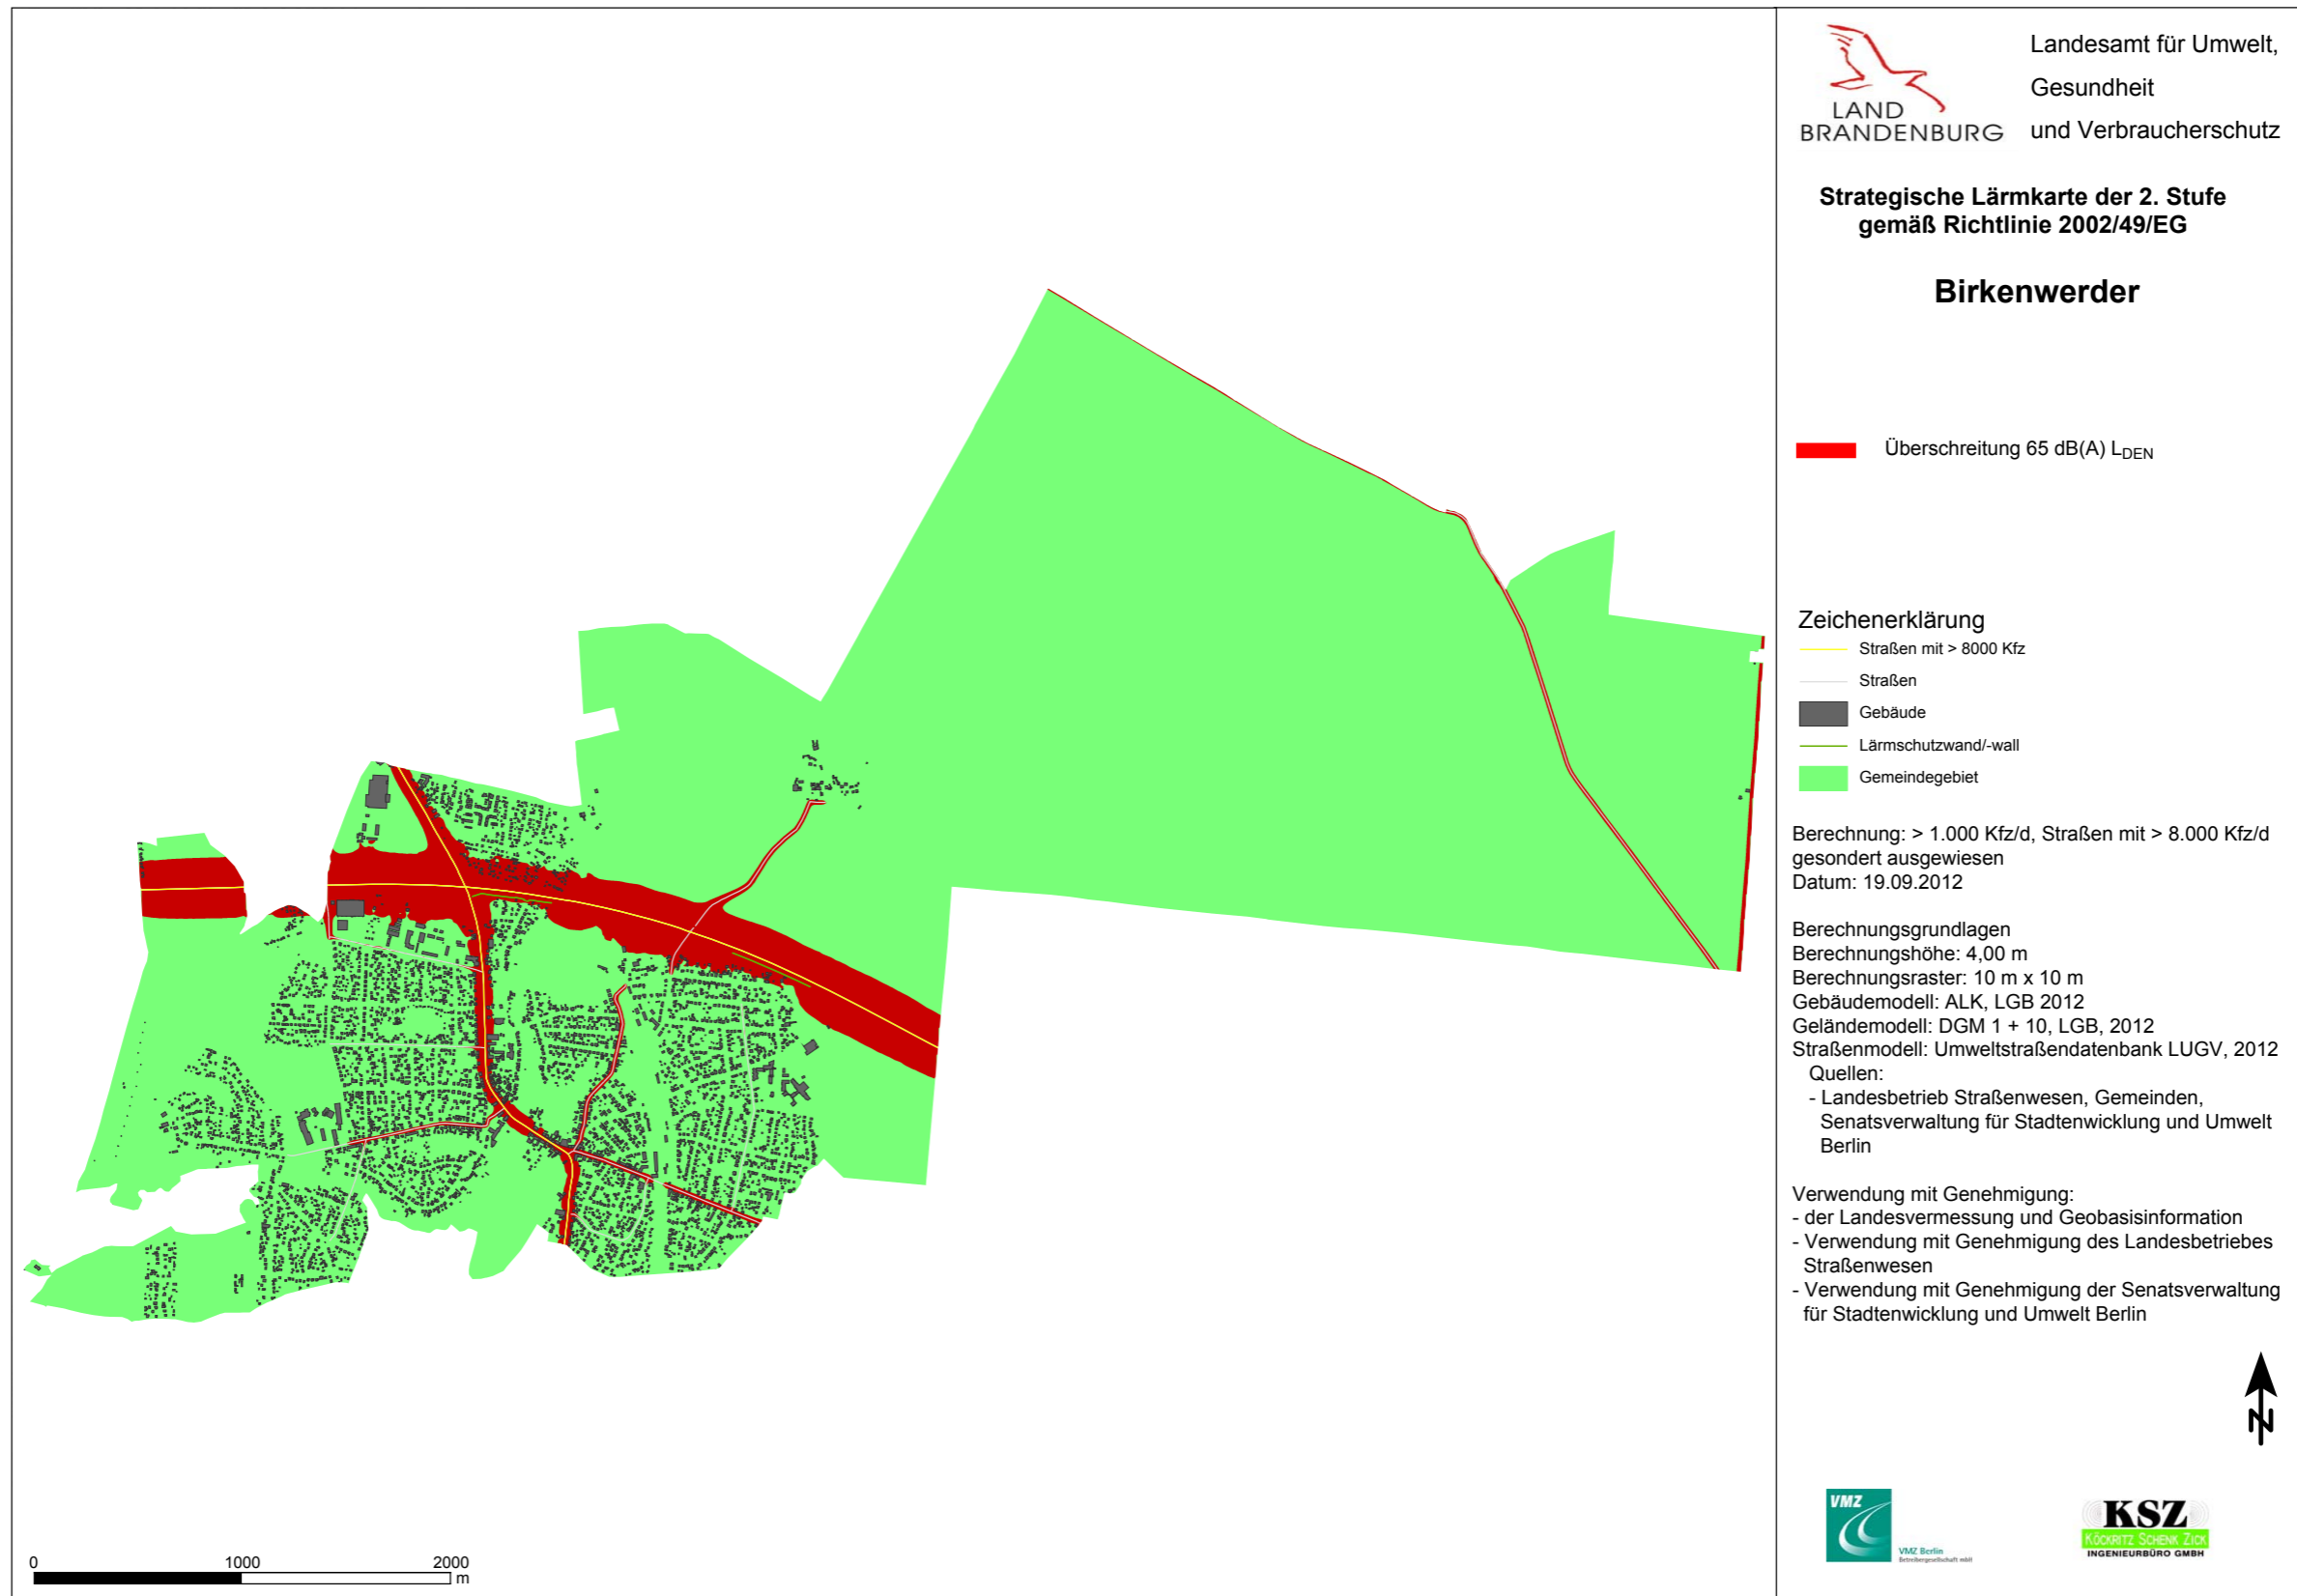 LAND
BRANDENBURG
Landesamt für Umwelt,
Gesundheit
und Verbraucherschutz
Strategische Lärmkarte der 2. Stufe
gemäß Richtlinie 2002/49/EG
Birkenwerder
Überschreitung 65 dB(A) LDEN
Zeichenerklärung
Straßen mit > 8000 Kfz
Straßen
Gebäude
Lärmschutzwand/-wall
Gemeindegebiet
Berechnung: > 1.000 Kfz/d, Straßen mit > 8.000 Kfz/d
gesondert ausgewiesen
Datum: 19.09.2012
Berechnungsgrundlagen
Berechnungshöhe: 4,00 m
Berechnungsraster: 10 m x 10 m
Gebäudemodell: ALK, LGB 2012
Geländemodell: DGM 1 + 10, LGB, 2012
Straßenmodell: Umweltstraßendatenbank LUGV, 2012
Quellen:
- Landesbetrieb Straßenwesen, Gemeinden,
Senatsverwaltung für Stadtenwicklung und Umwelt
Berlin
Verwendung mit Genehmigung:
- der Landesvermessung und Geobasisinformation
- Verwendung mit Genehmigung des Landesbetriebes
Straßenwesen
- Verwendung mit Genehmigung der Senatsverwaltung
für Stadtenwicklung und Umwelt Berlin
N
VMZ
VMZ Berlin
Betreibergesellschaft mbH
KSZ
KÖCKRITZ SCHENK ZICK
INGENIEURBÜRO GMBH
0 1000 2000
m